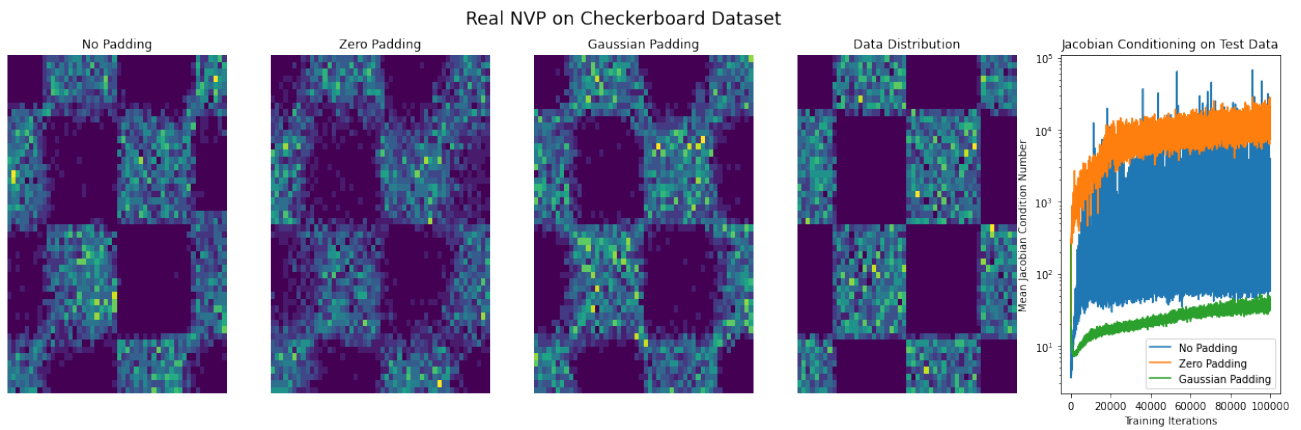 Real NVP on Checkerboard Dataset
No Padding
Zero Padding
Gaussian Padding
Data Distribution
Jacobian Conditioning on Test Data
Mean Jacobian Condition Number
10^5
10^4
10^3
10^2
10^1
No Padding
Zero Padding
Gaussian Padding
0 20000 40000 60000 80000 100000
Training Iterations